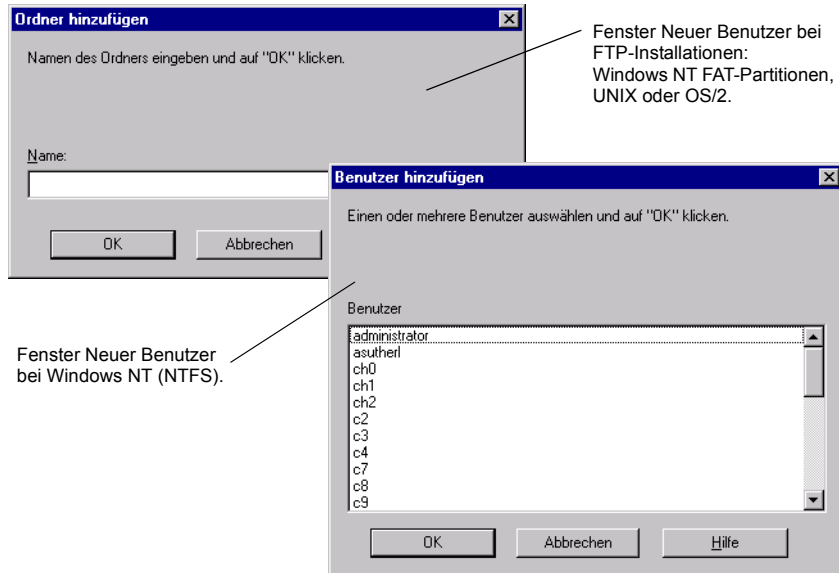 Ordner hinzufügen
Namen des Ordners eingeben und auf "OK" klicken.
Name:
OK
Abbrechen
Fenster Neuer Benutzer bei
FTP-Installationen:
Windows NT FAT-Partitionen,
UNIX oder OS/2.
Benutzer hinzufügen
Einen oder mehrere Benutzer auswählen und auf "OK" klicken.
Benutzer
administrator
asutherl
ch0
ch1
ch2
c2
c3
c4
c7
c8
c9
OK
Abbrechen
Hilfe
Fenster Neuer Benutzer
bei Windows NT (NTFS).